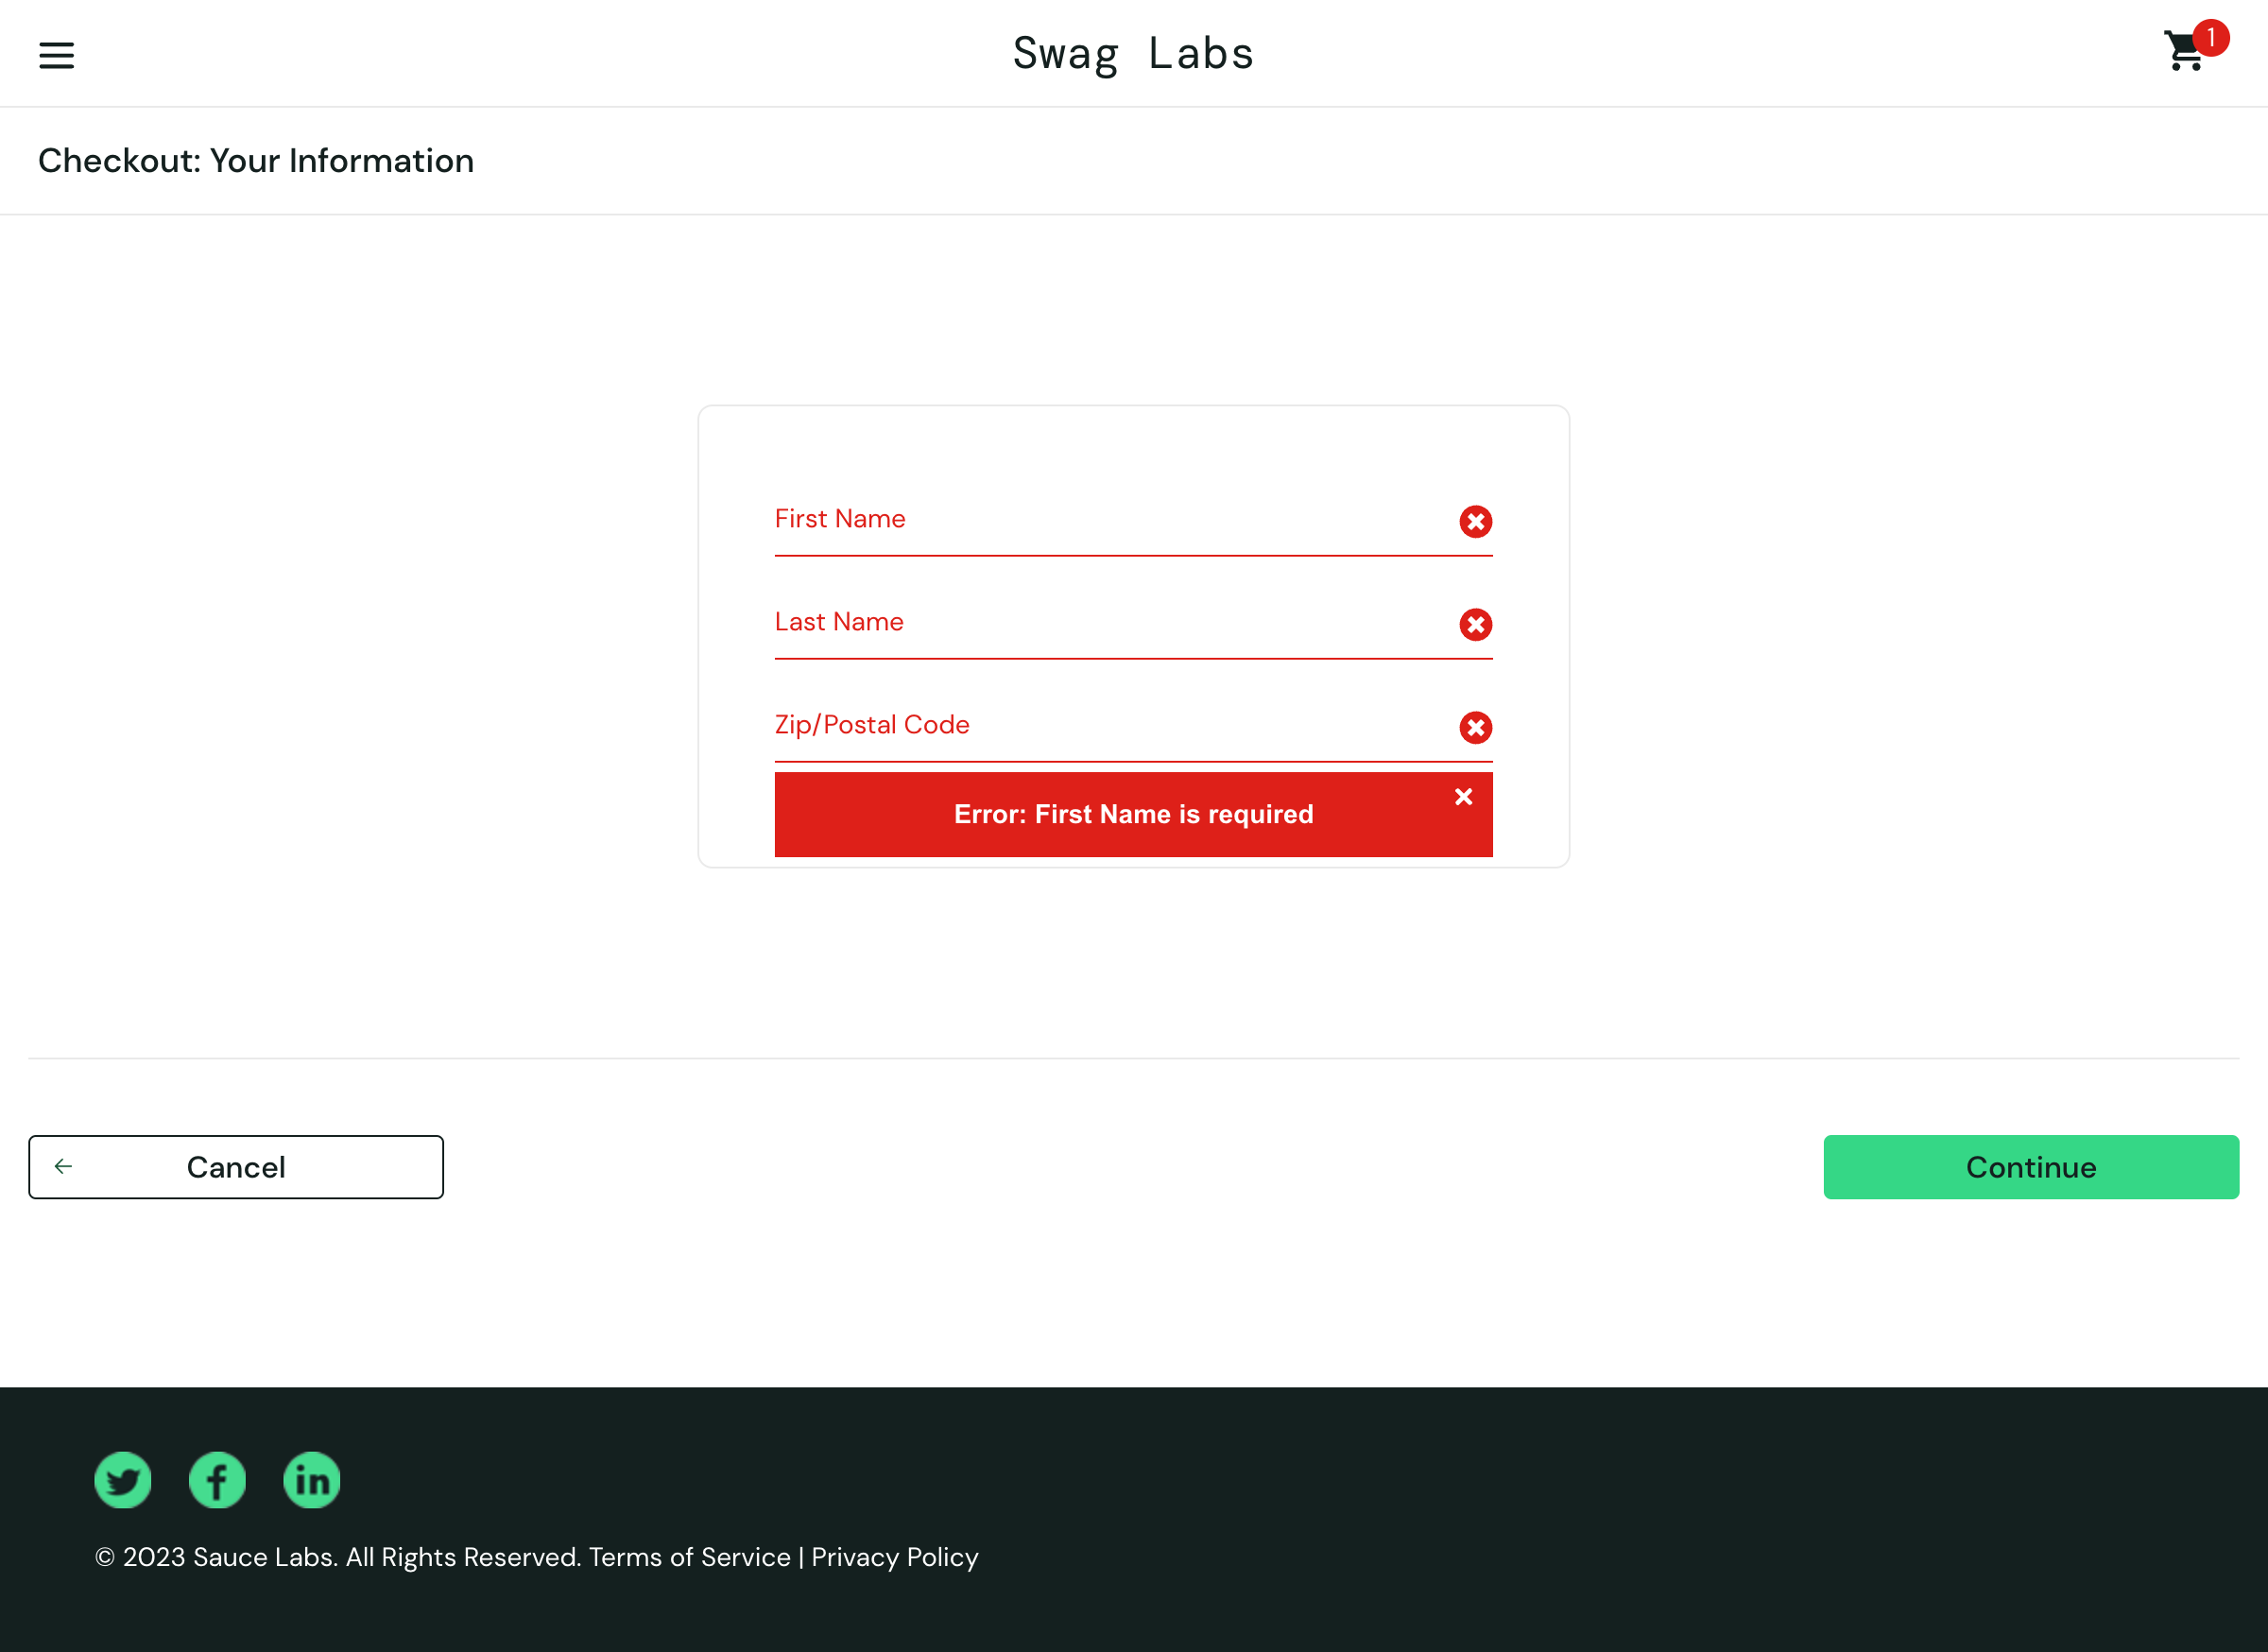 Swag Labs
1
Checkout: Your Information
First Name
Last Name
Zip/Postal Code
Error: First Name is required
Cancel
Continue
© 2023 Sauce Labs. All Rights Reserved. Terms of Service | Privacy Policy